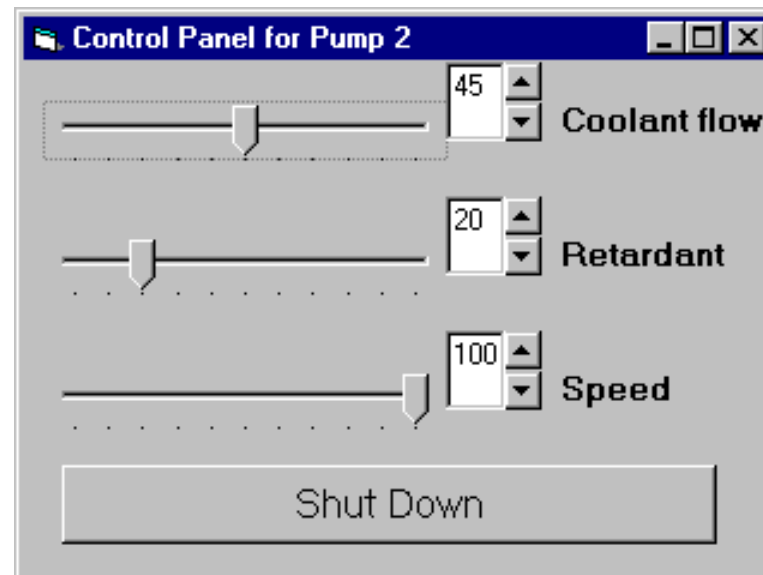 Control Panel for Pump 2
45
Coolant flow
20
Retardant
100
Speed
Shut Down